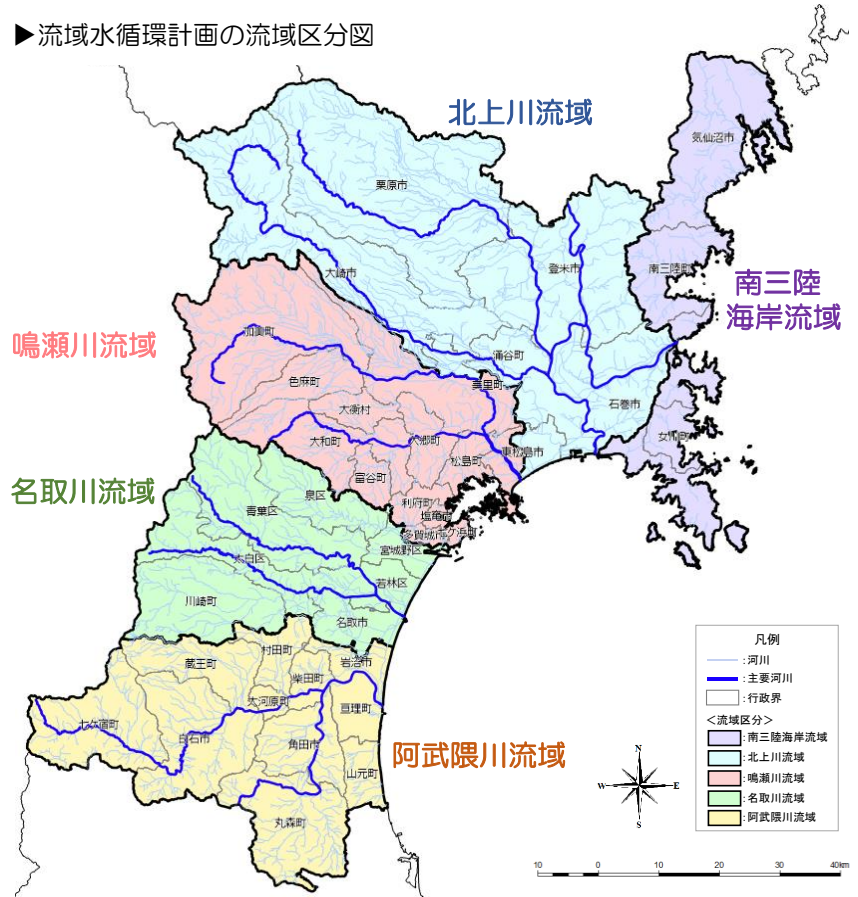 ▶流域水循環計画の流域区分図
北上川流域
気仙沼市
栗原市
大崎市
登米市
南三陸町
南三陸
海岸流域
鳴瀬川流域
加美町
涌谷町
色麻町
美里町
大衡村
石巻市
女川町
大和町
大郷町
東松島市
松島町
富谷町
名取川流域
泉区
利府町
青葉区
塩竈市
多賀城市
七ケ浜町
宮城野区
太白区
若林区
川崎町
名取市
村田町
岩沼市
蔵王町
柴田町
大河原町
亘理町
七ケ宿町
白石市
角田市
阿武隈川流域
山元町
丸森町
凡例
:河川
:主要河川
:行政界
<流域区分>
:南三陸海岸流域
:北上川流域
:鳴瀬川流域
:名取川流域
:阿武隈川流域
N
W E
S
10 0 10 20 30 40km